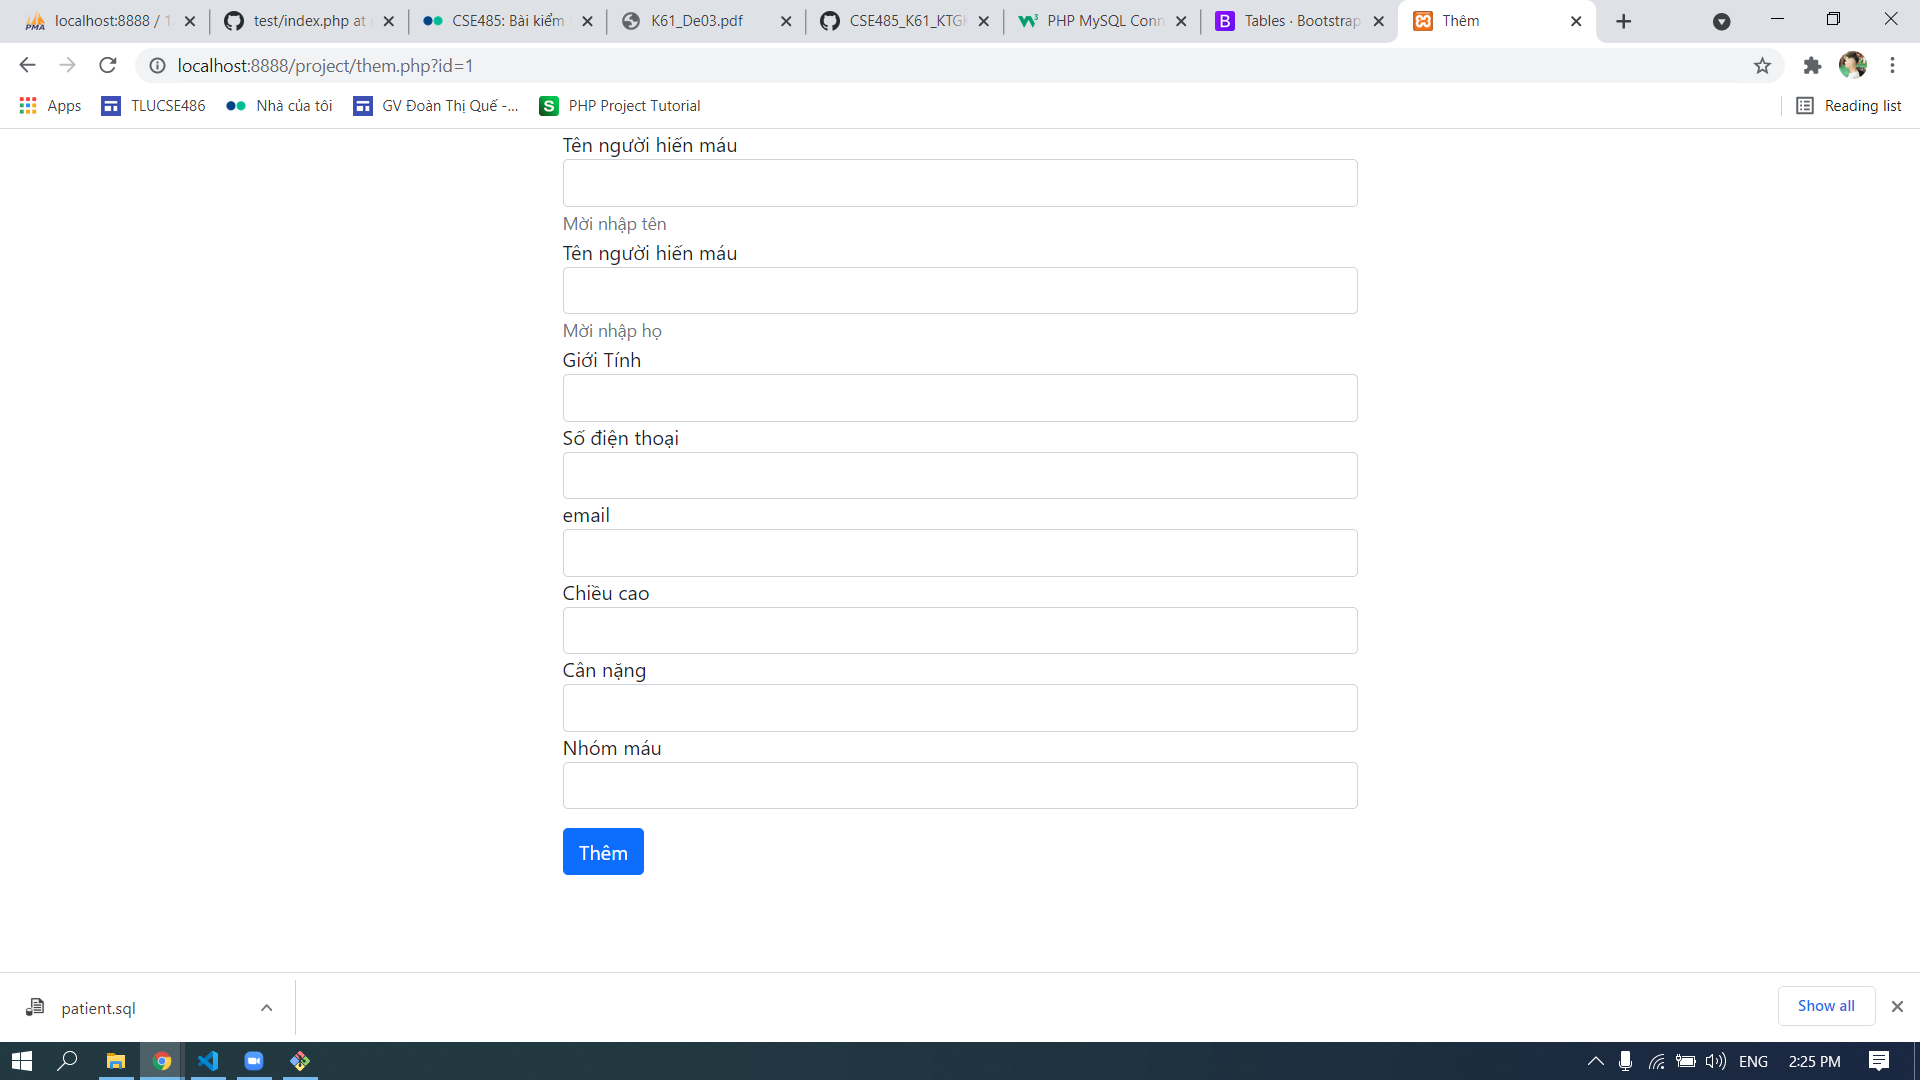 localhost:8888 / 1
test/index.php at
CSE485: Bài kiểm
K61_De03.pdf
CSE485_K61_KTGK
PHP MySQL Conn
Tables · Bootstrap
Thêm
localhost:8888/project/them.php?id=1
Apps
TLUCSE486
Nhà của tôi
GV Đoàn Thị Quế -...
PHP Project Tutorial
Reading list
Tên người hiến máu
Mời nhập tên
Tên người hiến máu
Mời nhập họ
Giới Tính
Số điện thoại
email
Chiều cao
Cân nặng
Nhóm máu
Thêm
patient.sql
Show all
ENG
2:25 PM